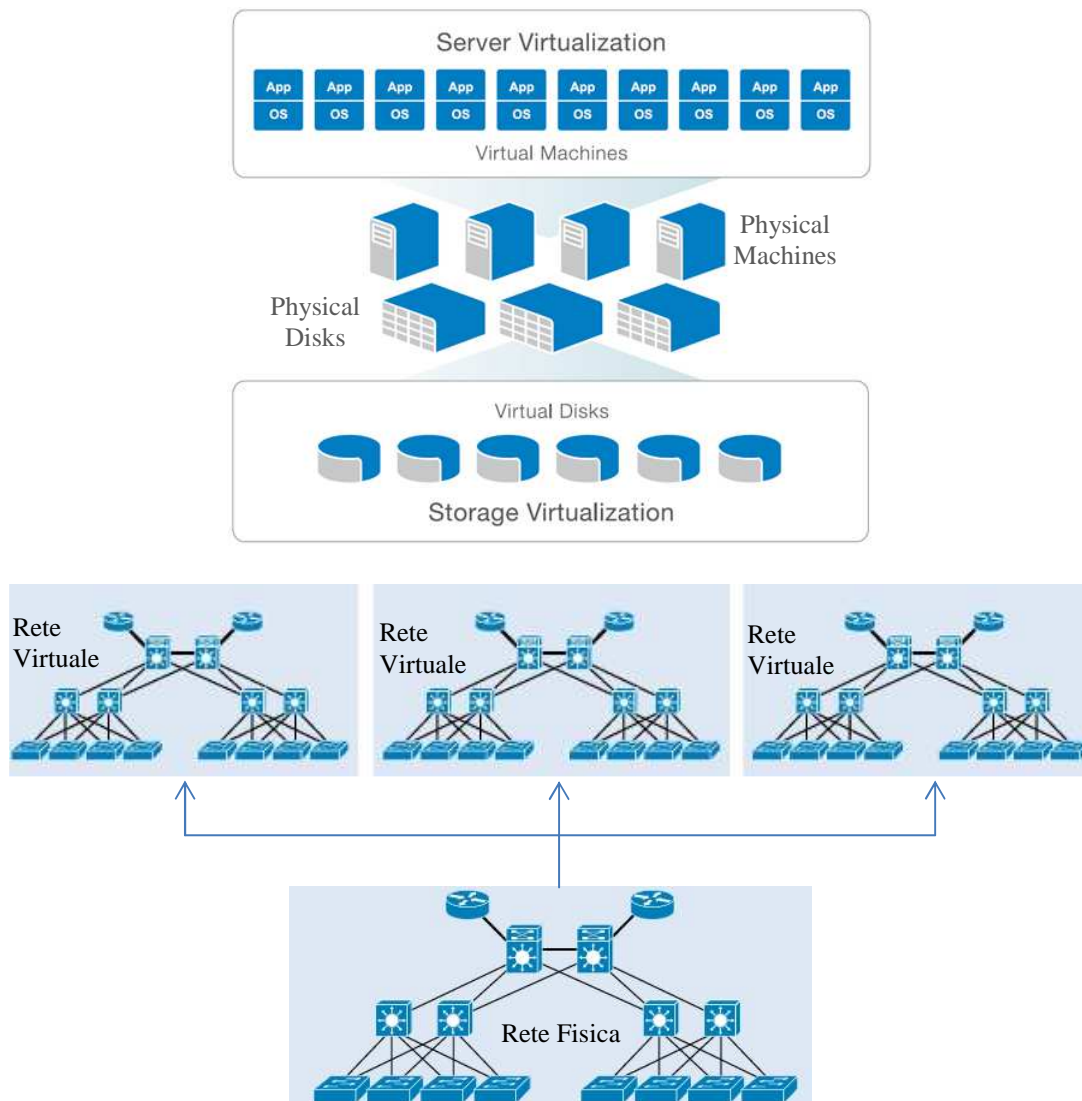 Server Virtualization
App App App App App App App App App App
OS OS OS OS OS OS OS OS OS OS
Virtual Machines
Physical
Machines
Physical
Disks
Virtual Disks
Storage Virtualization
Rete
Virtuale
Rete
Virtuale
Rete
Virtuale
Rete Fisica